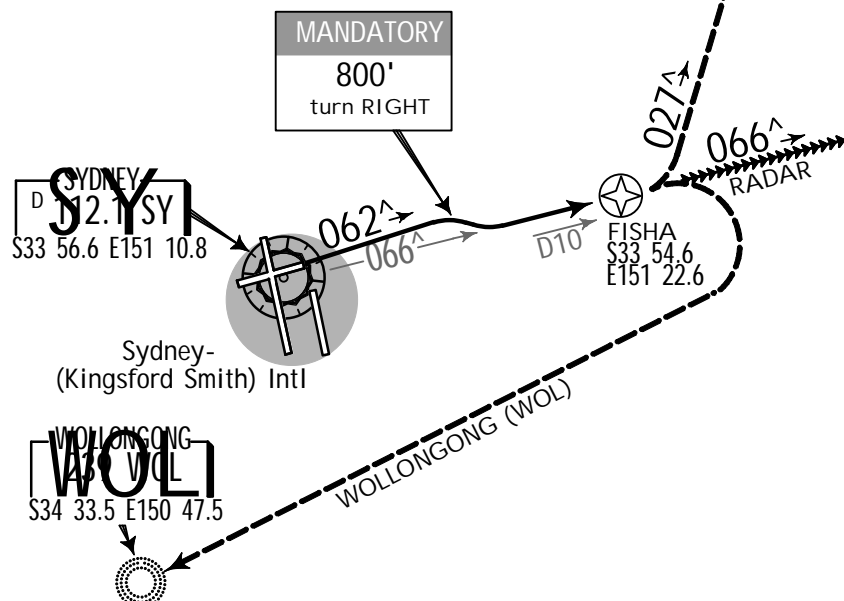 MANDATORY
800'
turn RIGHT
027^
066^
RADAR
SYDNEY
D 112.1 SY
S33 56.6 E151 10.8
062^
066^
D10
FISHA
S33 54.6
E151 22.6
Sydney-
(Kingsford Smith) Intl
WOLLONGONG
239 WOL
S34 33.5 E150 47.5
WOLLONGONG (WOL)